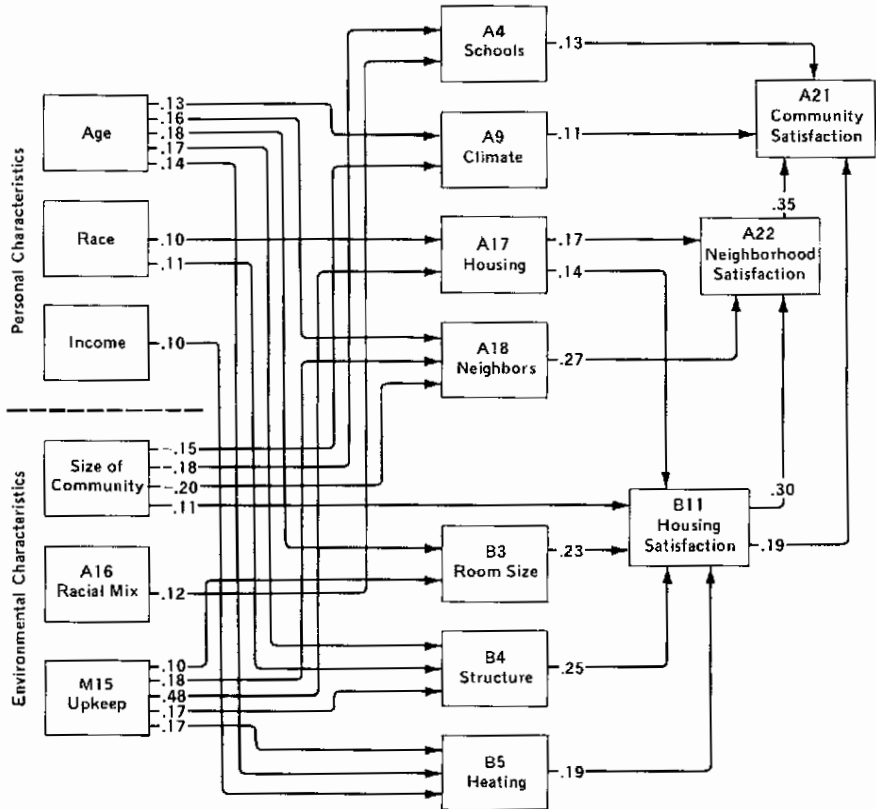 Personal Characteristics
Environmental Characteristics
Age
.13
.16
.18
.17
.14
Race
.10
.11
Income
.10
Size of
Community
-.15
-.18
-.20
.11
A16
Racial Mix
.12
M15
Upkeep
.10
.18
.48
.17
.17
A4
Schools
.13
A9
Climate
.11
A17
Housing
.17
.14
A18
Neighbors
.27
B3
Room Size
.23
B4
Structure
.25
B5
Heating
.19
B11
Housing
Satisfaction
.30
.19
A22
Neighborhood
Satisfaction
.35
A21
Community
Satisfaction